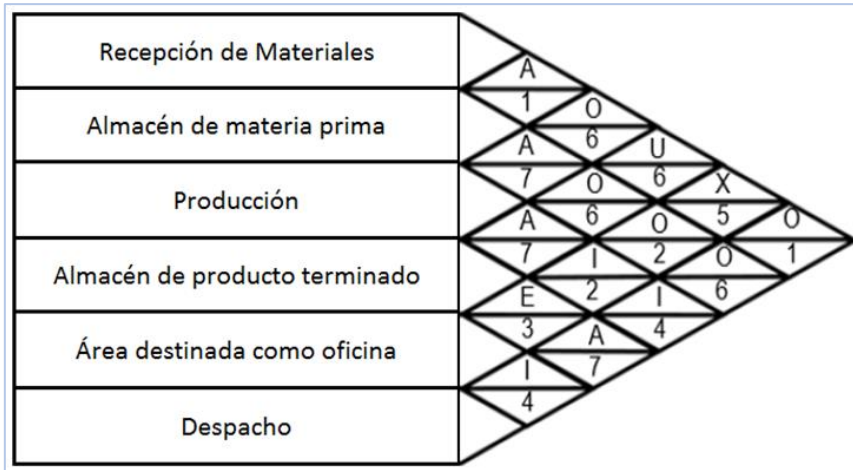 Recepción de Materiales
A
1 O
Almacén de materia prima
A 6 U
7 O 6 X
Producción
A 6 O 5 O
7 I 2 O 1
Almacén de producto terminado
E 2 I 6
3 A 4
Área destinada como oficina
I 7
4
Despacho